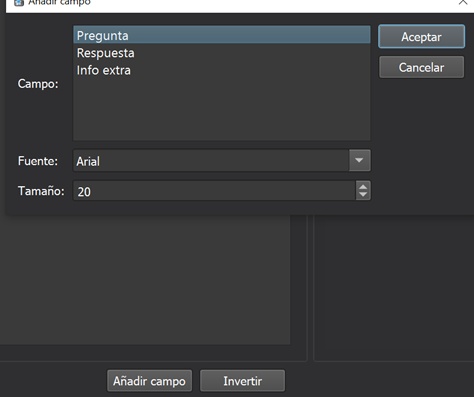 Añadir campo
Pregunta
Aceptar
Respuesta
Cancelar
Info extra
Campo:
Fuente: Arial
Tamaño: 20
Añadir campo Invertir